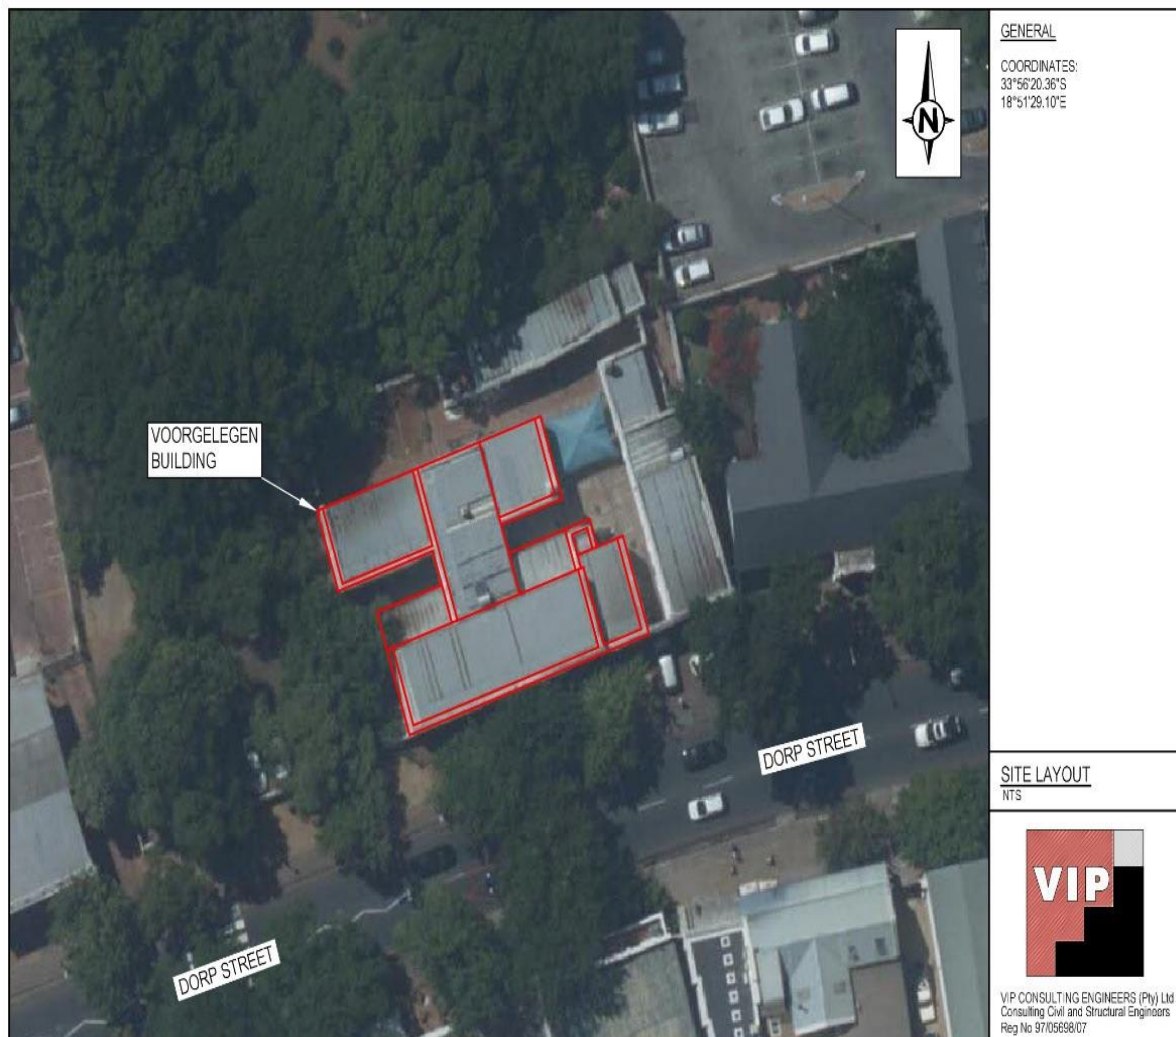 GENERAL
COORDINATES:
33°56'20.36"S
18°51'29.10"E
N
VOORGELEGEN
BUILDING
DORP STREET
DORP STREET
SITE LAYOUT
NTS
VIP
VIP CONSULTING ENGINEERS (Pty) Ltd
Consulting Civil and Structural Engineers
Reg No 97/05698/07